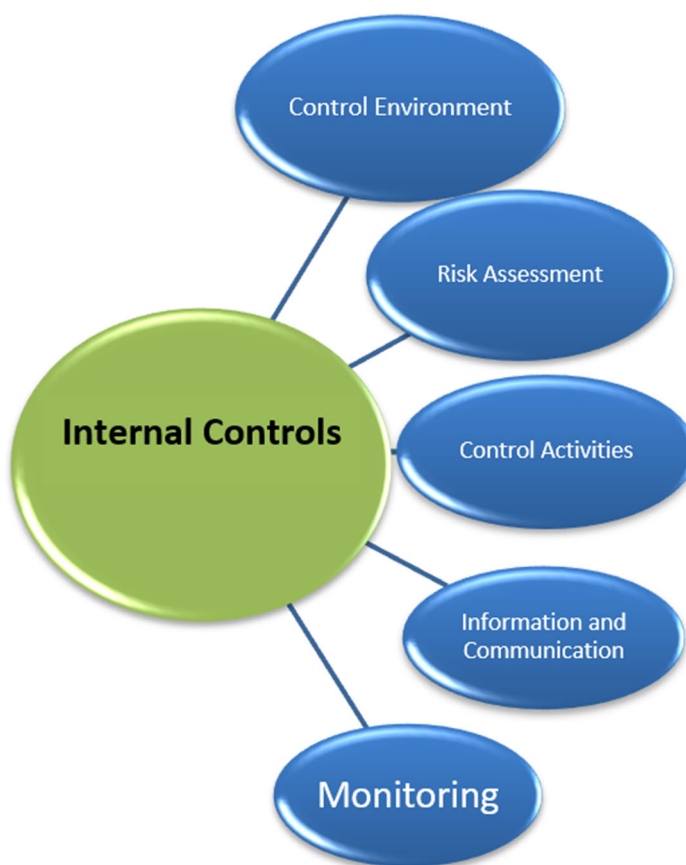 Control Environment
Risk Assessment
Internal Controls
Control Activities
Information and
Communication
Monitoring